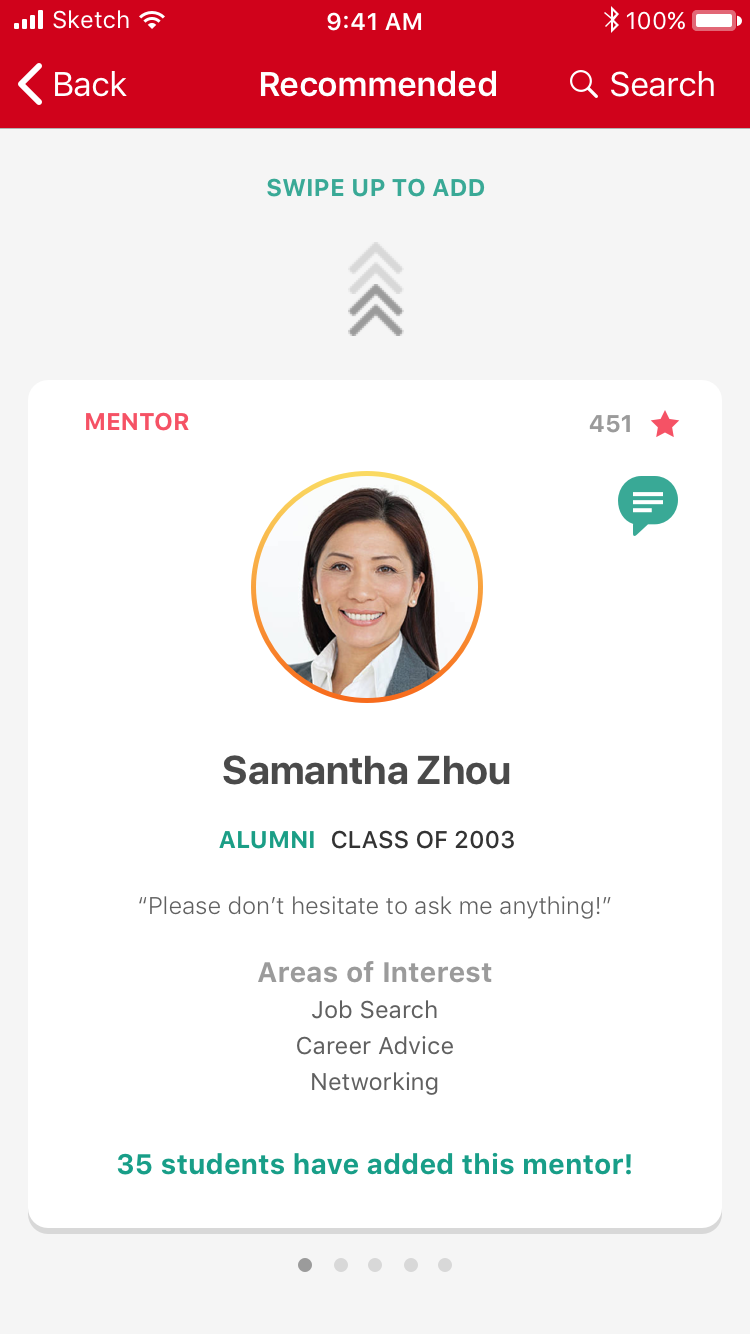 Sketch 9:41 AM 100%
Back Recommended Search
SWIPE UP TO ADD
MENTOR 451
Samantha Zhou
ALUMNI CLASS OF 2003
“Please don’t hesitate to ask me anything!”
Areas of Interest
Job Search
Career Advice
Networking
35 students have added this mentor!